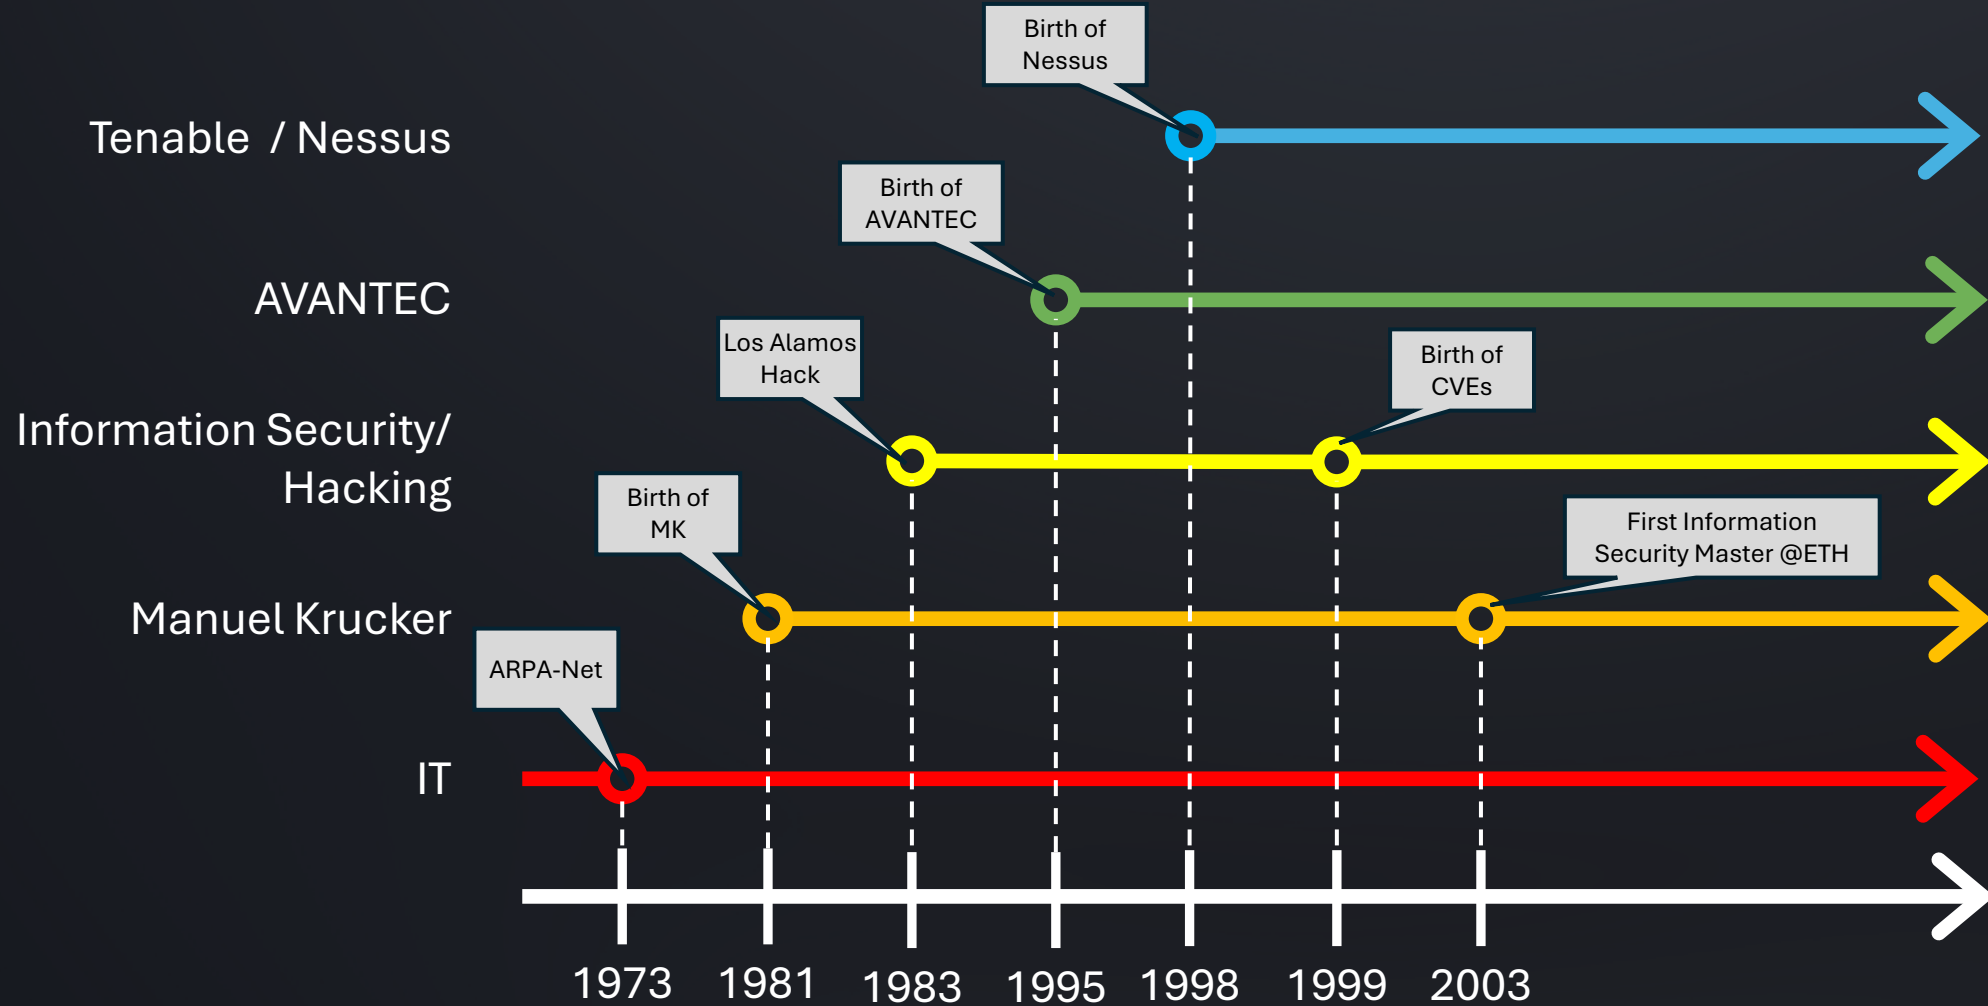 Birth of
Nessus
Tenable / Nessus
Birth of
AVANTEC
AVANTEC
Los Alamos
Hack
Birth of
CVEs
Information Security/
Hacking
Birth of
MK
First Information
Security Master @ETH
Manuel Krucker
ARPA-Net
IT
1973
1981
1983
1995
1998
1999
2003